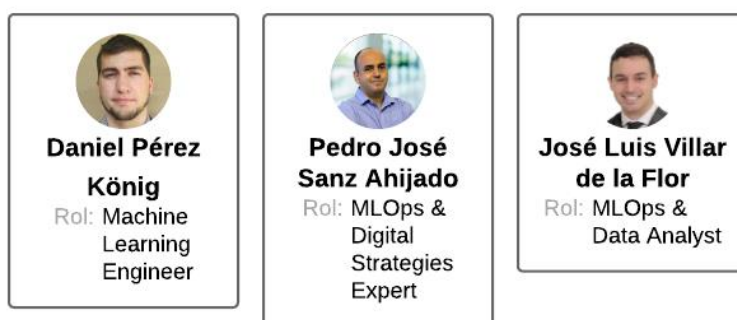 Daniel Pérez
König
Rol: Machine
Learning
Engineer
Pedro José
Sanz Ahijado
Rol: MLOps &
Digital
Strategies
Expert
José Luis Villar
de la Flor
Rol: MLOps &
Data Analyst